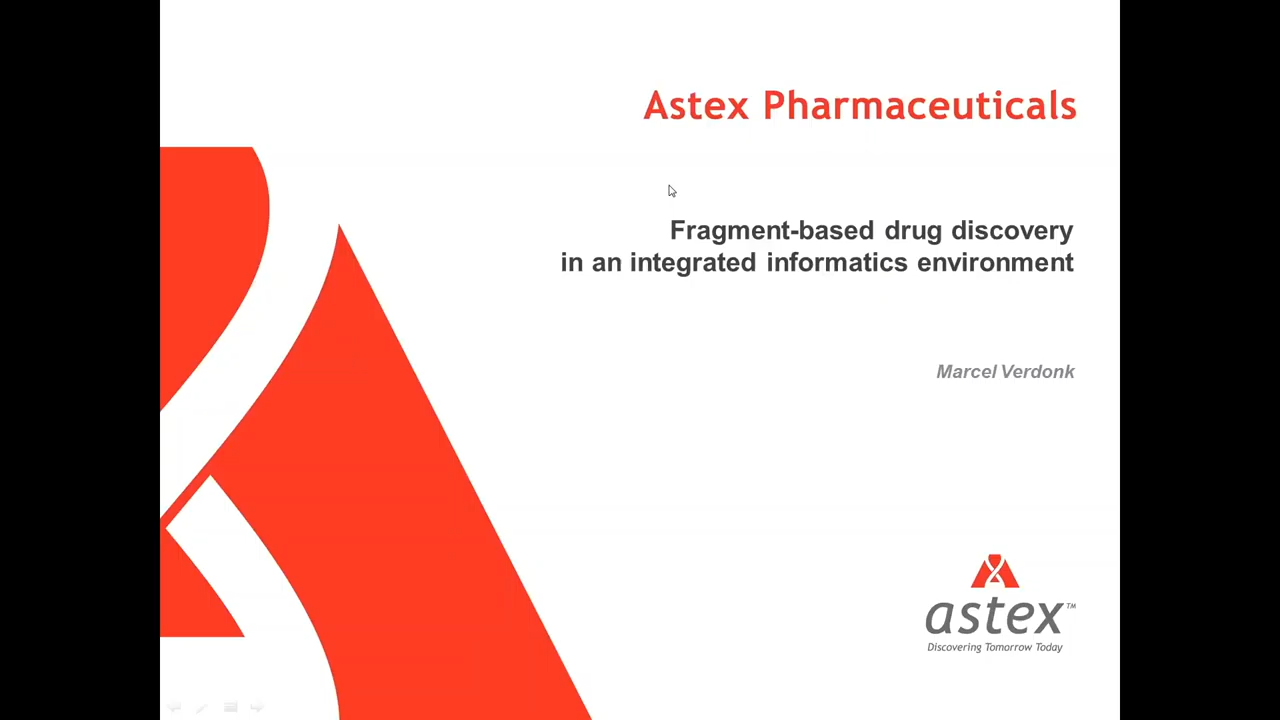 Astex Pharmaceuticals
Fragment-based drug discovery
in an integrated informatics environment
Marcel Verdonk
astex™
Discovering Tomorrow Today